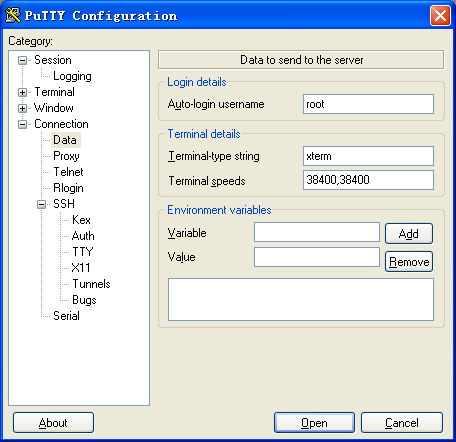 PuTTY Configuration
Category:
Session
Logging
Terminal
Window
Connection
Data
Proxy
Telnet
Rlogin
SSH
Kex
Auth
TTY
X11
Tunnels
Bugs
Serial
Data to send to the server
Login details
Auto-login username root
Terminal details
Terminal-type string xterm
Terminal speeds 38400,38400
Environment variables
Variable Add
Value Remove
About Open Cancel